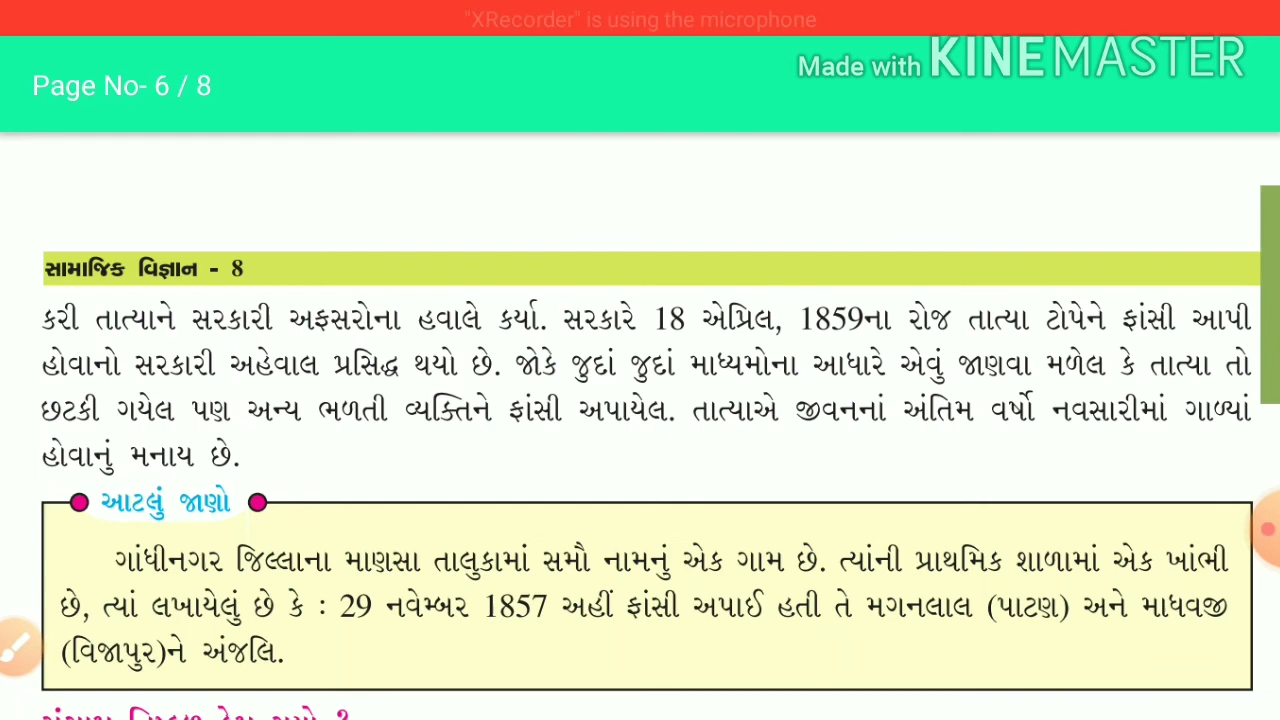 "XRecorder" is using the microphone
Made with KINEMASTER
Page No- 6 / 8
સામાજિક વિજ્ઞાન - 8
કરી તાત્યાને સરકારી અફસરોના હવાલે કર્યા. સરકારે 18 એપ્રિલ, 1859ના રોજ તાત્યા ટોપેને ફાંસી આપી
હોવાનો સરકારી અહેવાલ પ્રસિદ્ધ થયો છે. જોકે જુદાં જુદાં માધ્યમોના આધારે એવું જાણવા મળેલ કે તાત્યા તો
છટકી ગયેલ પણ અન્ય ભળતી વ્યક્તિને ફાંસી અપાયેલ. તાત્યાએ જીવનનાં અંતિમ વર્ષો નવસારીમાં ગાળ્યાં
હોવાનું મનાય છે.
આટલું જાણો
ગાંધીનગર જિલ્લાના માણસા તાલુકામાં સમૌ નામનું એક ગામ છે. ત્યાંની પ્રાથમિક શાળામાં એક ખાંભી
છે, ત્યાં લખાયેલું છે કે : 29 નવેમ્બર 1857 અહીં ફાંસી અપાઈ હતી તે મગનલાલ (પાટણ) અને માધવજી
(વિજાપુર)ને અંજલિ.